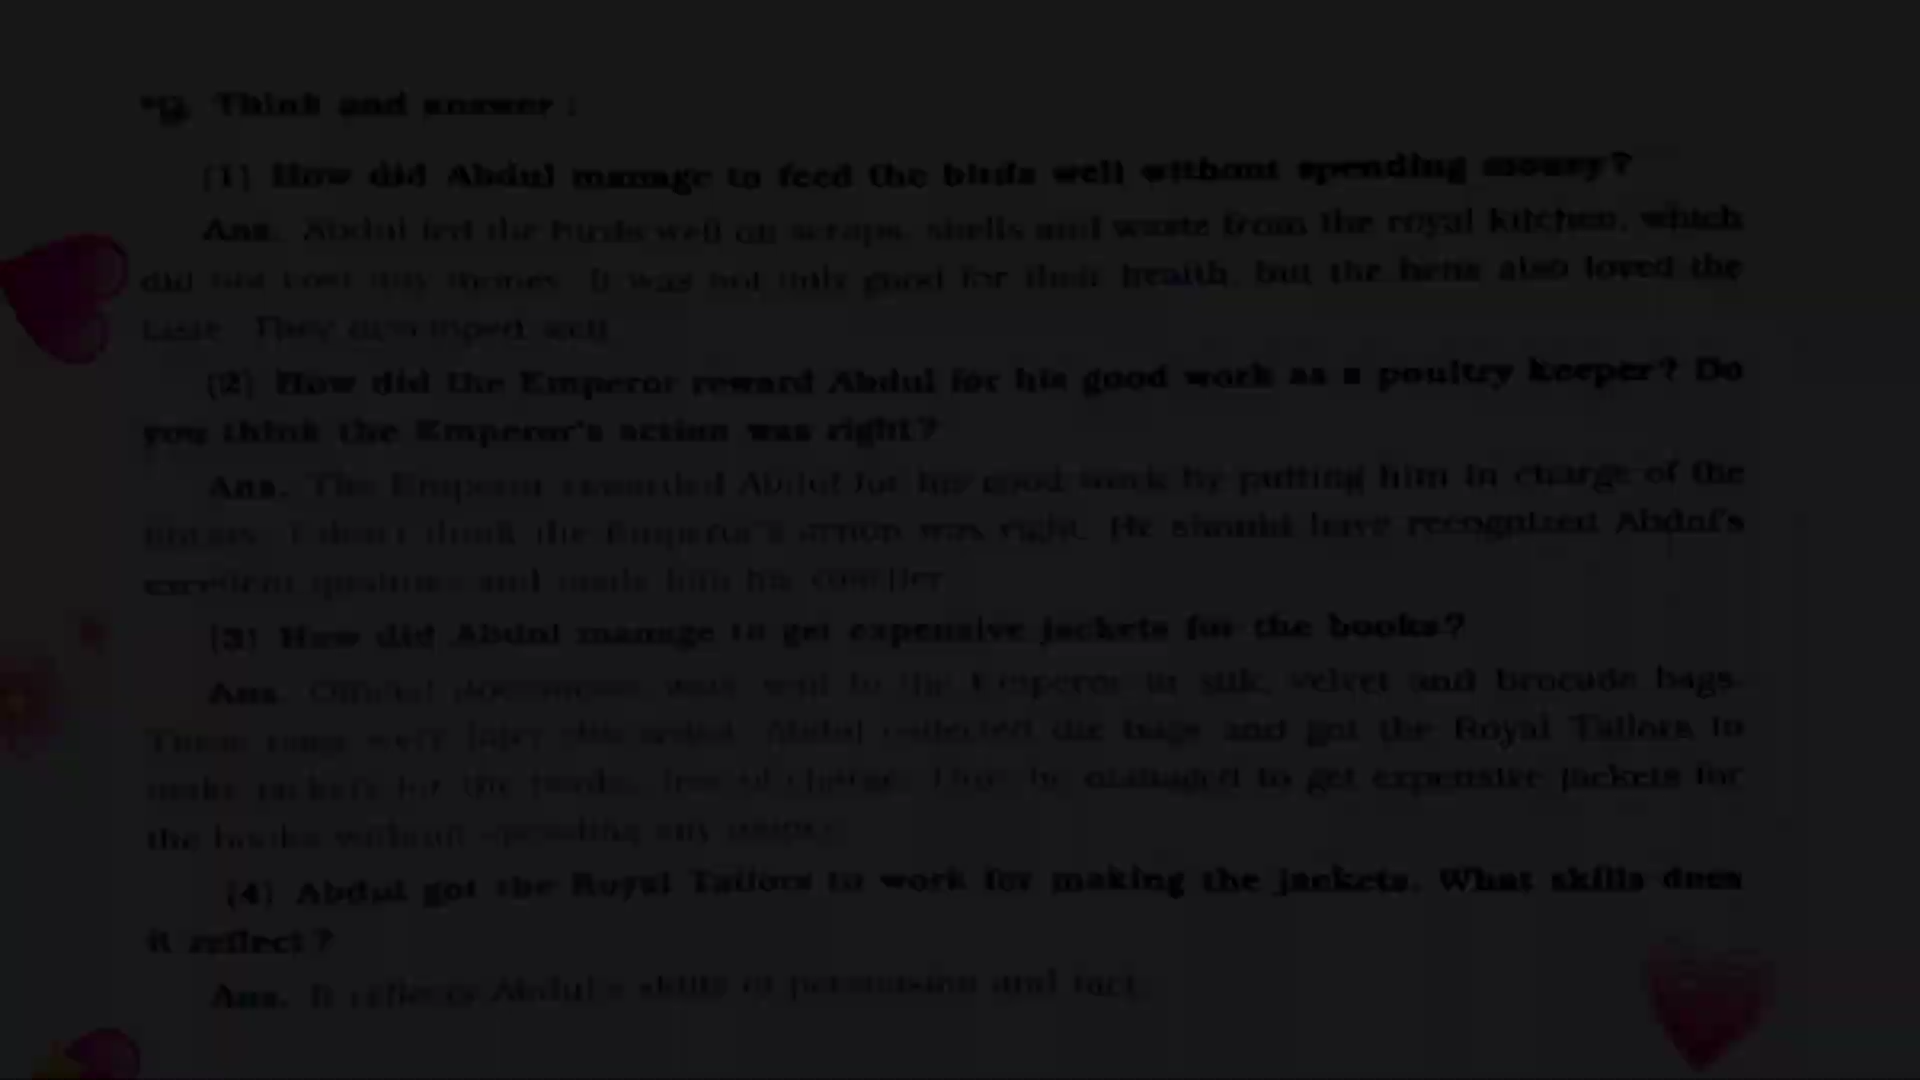 *9. Think and answer :
(1) How did Abdul manage to feed the birds well without spending money?
Ans. Abdul fed the birds well on scraps, shells and waste from the royal kitchen, which
did not cost any money. It was not only good for their health, but the hens also loved the
taste. They developed well.
(2) How did the Emperor reward Abdul for his good work as a poultry keeper? Do
you think the Emperor's action was right?
Ans. The Emperor rewarded Abdul for his good work by putting him in charge of the
library. I don't think the Emperor's action was right. He should have recognized Abdul's
excellent qualities and made him his courtier.
(3) How did Abdul manage to get expensive jackets for the books?
Ans. Official documents were sent to the Emperor in silk, velvet and brocade bags.
These bags were later discarded. Abdul collected the bags and got the Royal Tailors to
make jackets for the books, free of charge. Thus he managed to get expensive jackets for
the books without spending any money.
(4) Abdul got the Royal Tailors to work for making the jackets. What skills does
it reflect?
Ans. It reflects Abdul's skills of persuasion and tact.